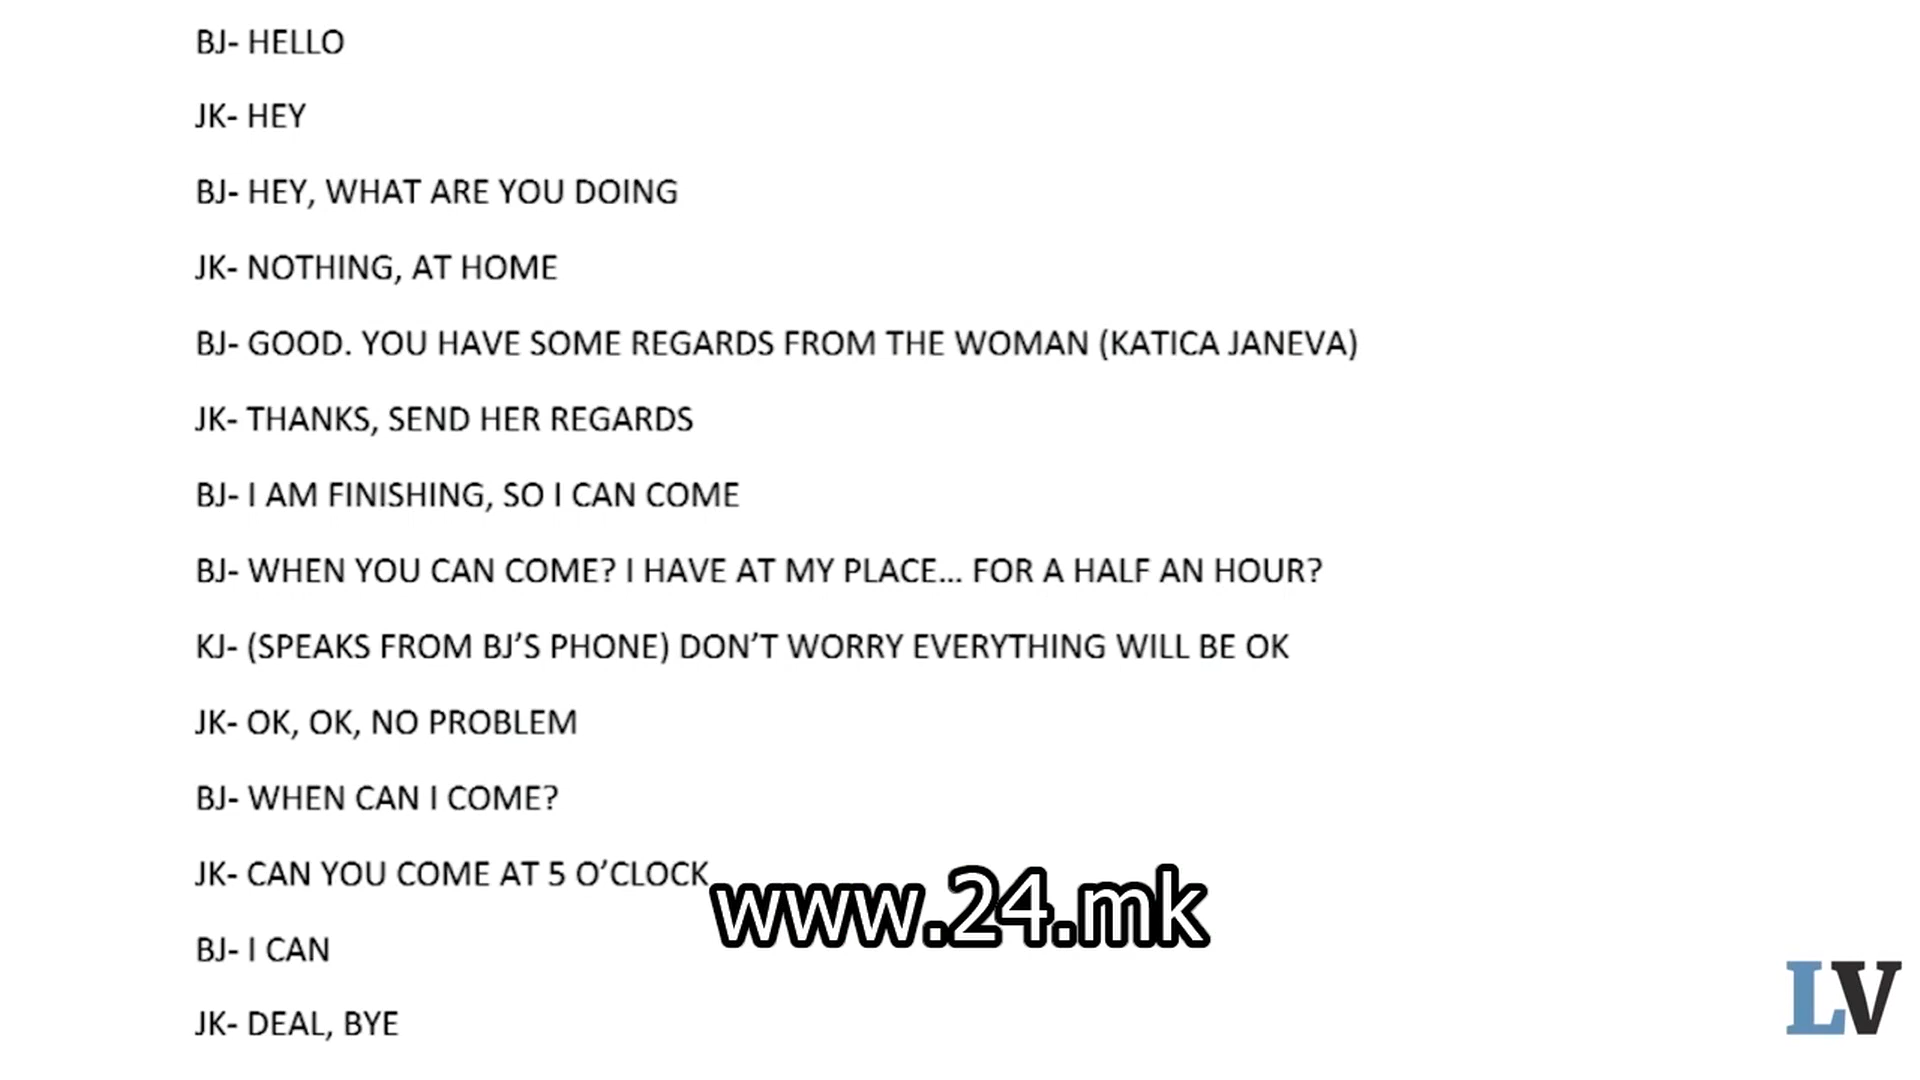 BJ- HELLO
JK- HEY
BJ- HEY, WHAT ARE YOU DOING
JK- NOTHING, AT HOME
BJ- GOOD. YOU HAVE SOME REGARDS FROM THE WOMAN (KATICA JANEVA)
JK- THANKS, SEND HER REGARDS
BJ- I AM FINISHING, SO I CAN COME
BJ- WHEN YOU CAN COME? I HAVE AT MY PLACE... FOR A HALF AN HOUR?
KJ- (SPEAKS FROM BJ’S PHONE) DON’T WORRY EVERYTHING WILL BE OK
JK- OK, OK, NO PROBLEM
BJ- WHEN CAN I COME?
JK- CAN YOU COME AT 5 O’CLOCK
www.24.mk
BJ- I CAN
JK- DEAL, BYE
LV